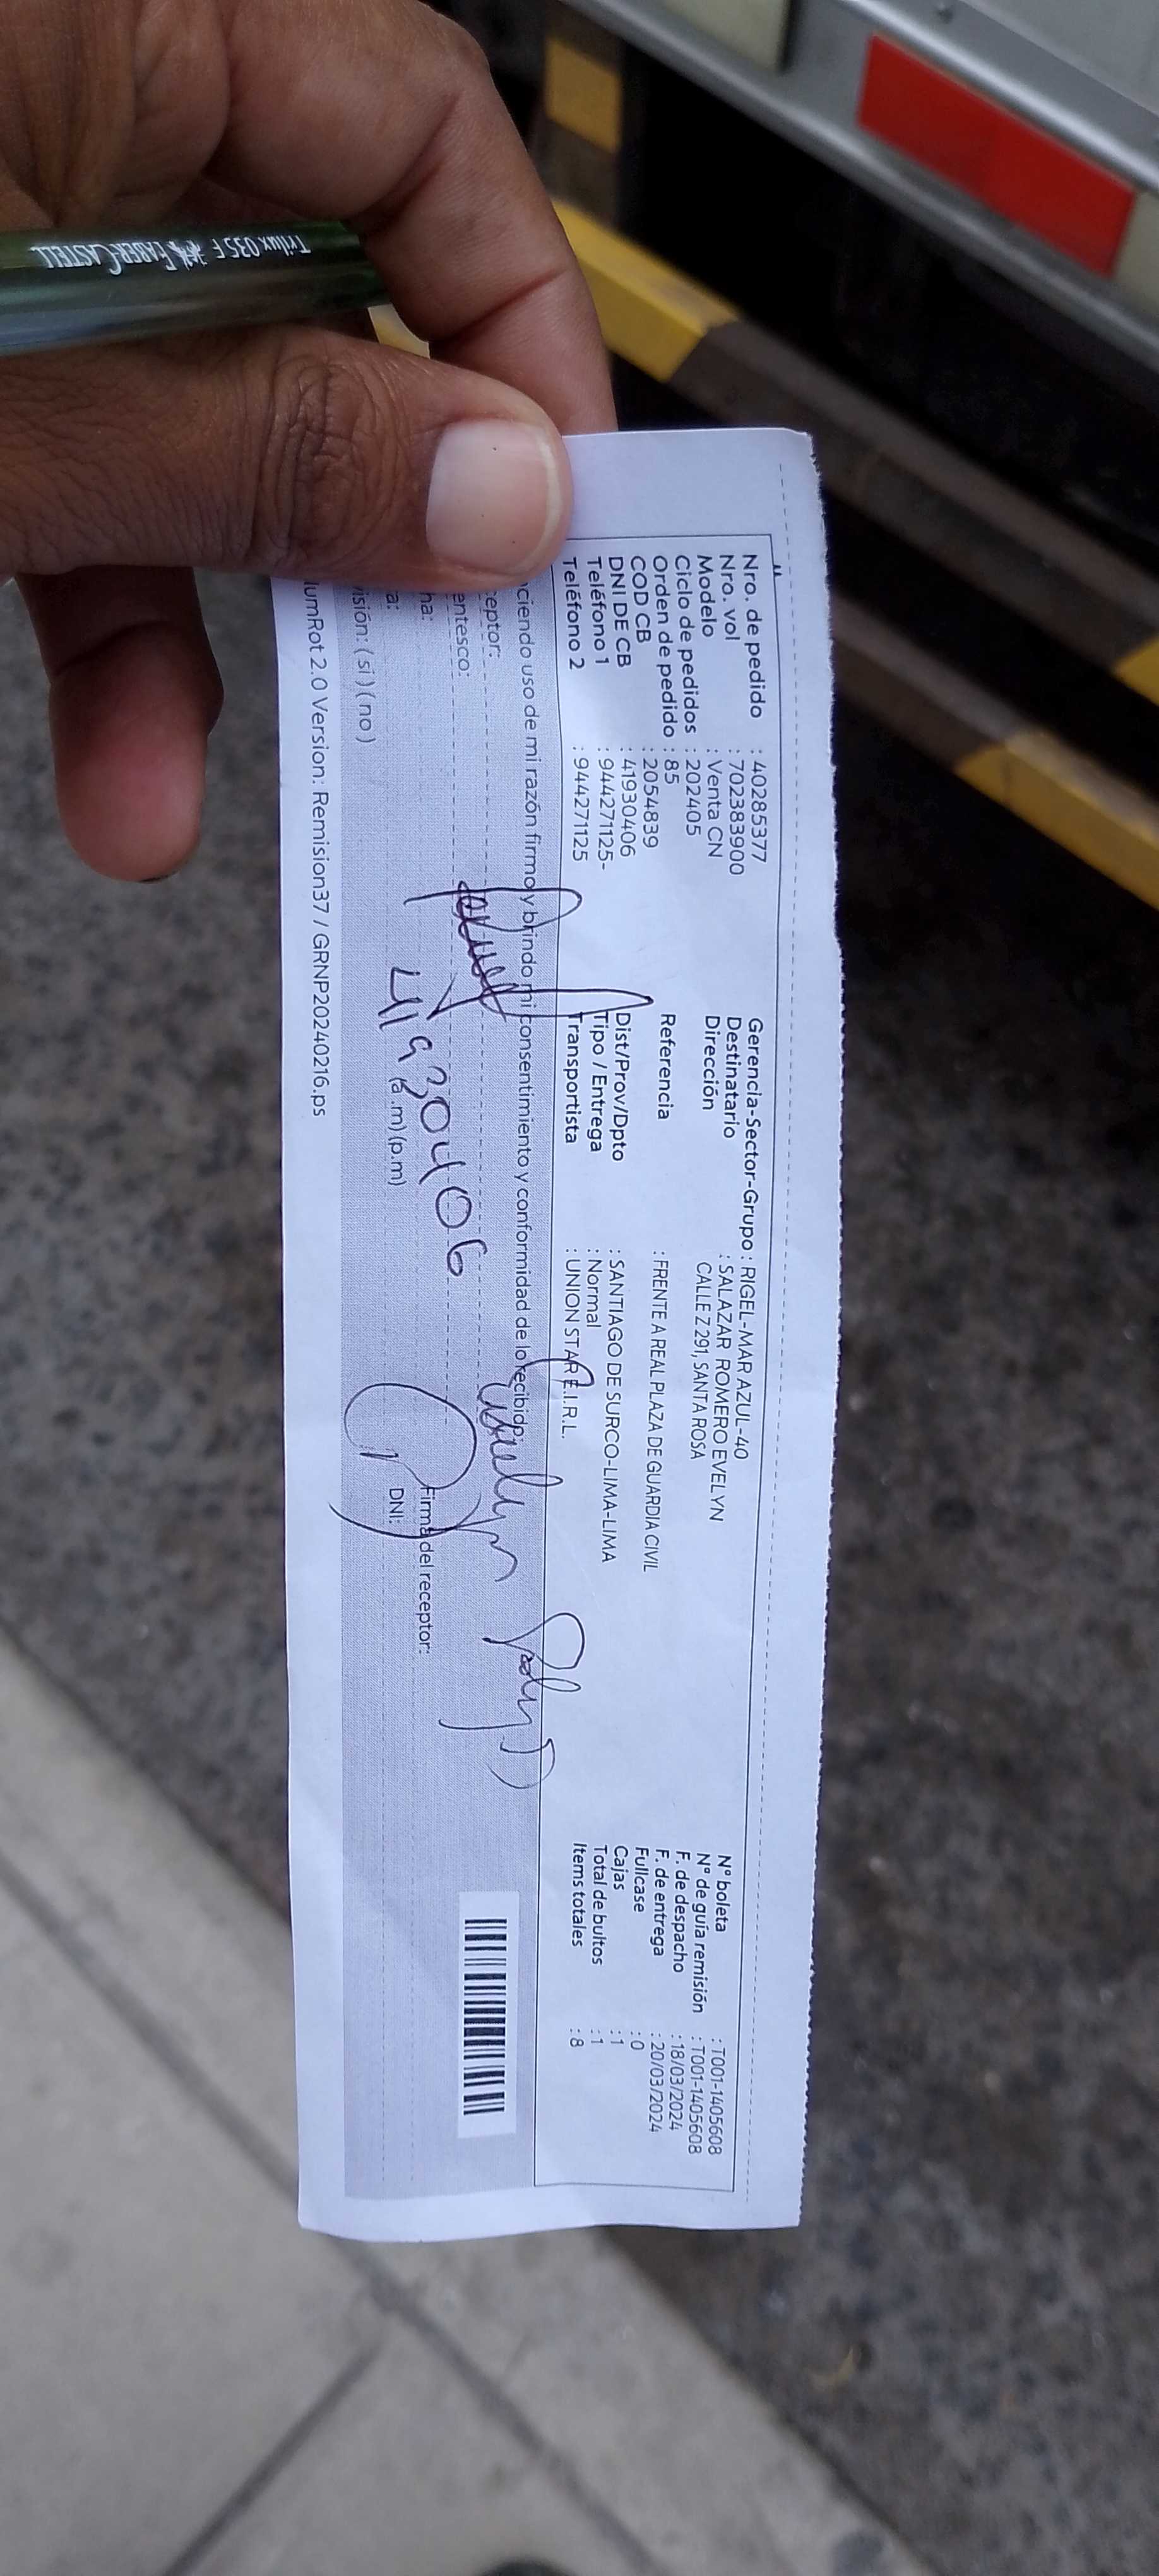 Trilux 035 F FABER-CASTELL
Nro. de pedido : 40285377
Nro. vol : 702383900
Modelo : Venta CN
Ciclo de pedidos : 202405
Orden de pedido : 85
COD CB : 2054839
DNI DE CB : 41930406
Teléfono 1 : 944271125-
Teléfono 2 : 944271125
Gerencia-Sector-Grupo : RIGEL-MAR AZUL-40
Destinatario : SALAZAR ROMERO EVELYN
Dirección CALLE Z 291, SANTA ROSA
Referencia : FRENTE A REAL PLAZA DE GUARDIA CIVIL
Dist/Prov/Dpto : SANTIAGO DE SURCO-LIMA-LIMA
Tipo / Entrega : Normal
Transportista : UNION STAR E.I.R.L.
N° boleta : T001-1405608
N° de guía remisión : T001-1405608
F. de despacho : 18/03/2024
F. de entrega : 20/03/2024
Fullcase : 0
Cajas : 1
Total de bultos : 1
Items totales : 8
ciendo uso de mi razón firmo y brindo mi consentimiento y conformidad de lo recibido:
ceptor: Evelyn
entesco:
ha: 41930406
a: (a.m) (p.m)
Firma del receptor:
DNI:
isión: ( si ) ( no )
lumRot 2.0 Version: Remision37 / GRNP20240216.ps